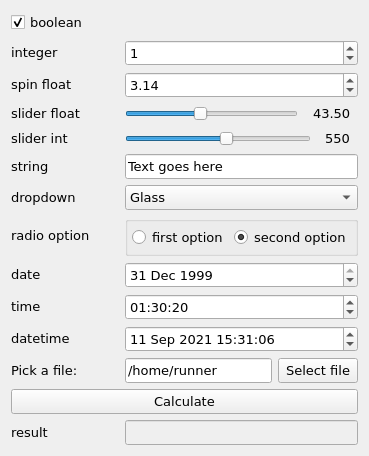 boolean
integer 1
spin float 3.14
slider float 43.50
slider int 550
string Text goes here
dropdown Glass
radio option first option second option
date 31 Dec 1999
time 01:30:20
datetime 11 Sep 2021 15:31:06
Pick a file: /home/runner Select file
Calculate
result